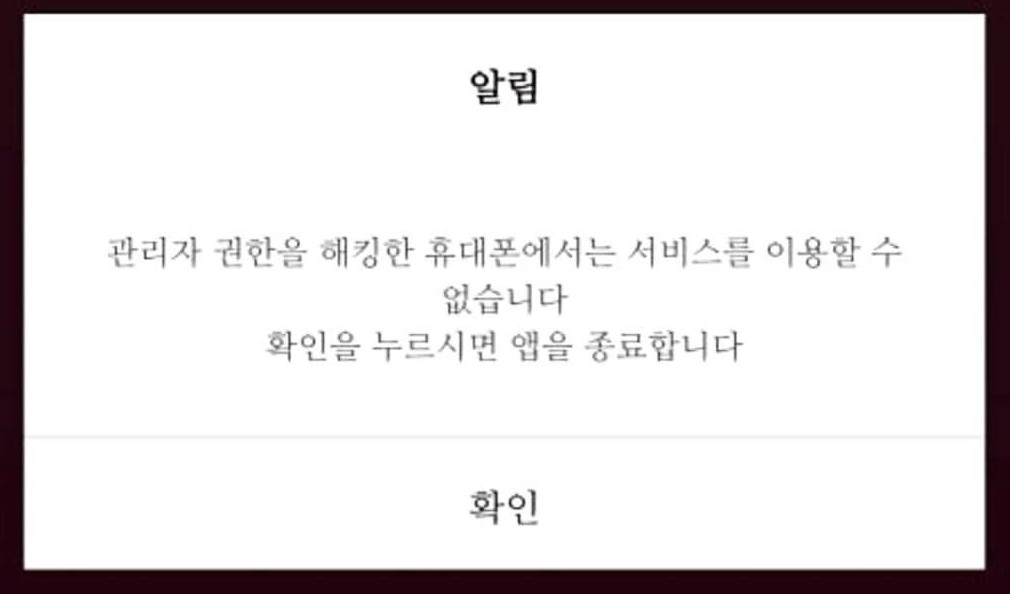 알림
관리자 권한을 해킹한 휴대폰에서는 서비스를 이용할 수
없습니다
확인을 누르시면 앱을 종료합니다
확인